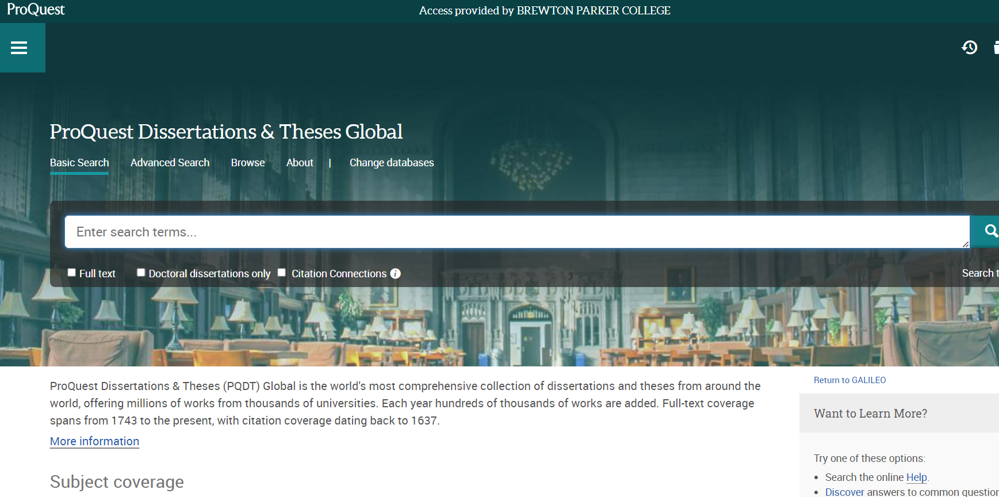 ProQuest
Access provided by BREWTON PARKER COLLEGE
ProQuest Dissertations & Theses Global
Basic Search Advanced Search Browse About | Change databases
Enter search terms...
Full text Doctoral dissertations only Citation Connections i
Search
ProQuest Dissertations & Theses (PQDT) Global is the world's most comprehensive collection of dissertations and theses from around the
world, offering millions of works from thousands of universities. Each year hundreds of thousands of works are added. Full-text coverage
spans from 1743 to the present, with citation coverage dating back to 1637.
More information
Subject coverage
Return to GALILEO
Want to Learn More?
Try one of these options:
• Search the online Help.
• Discover answers to common